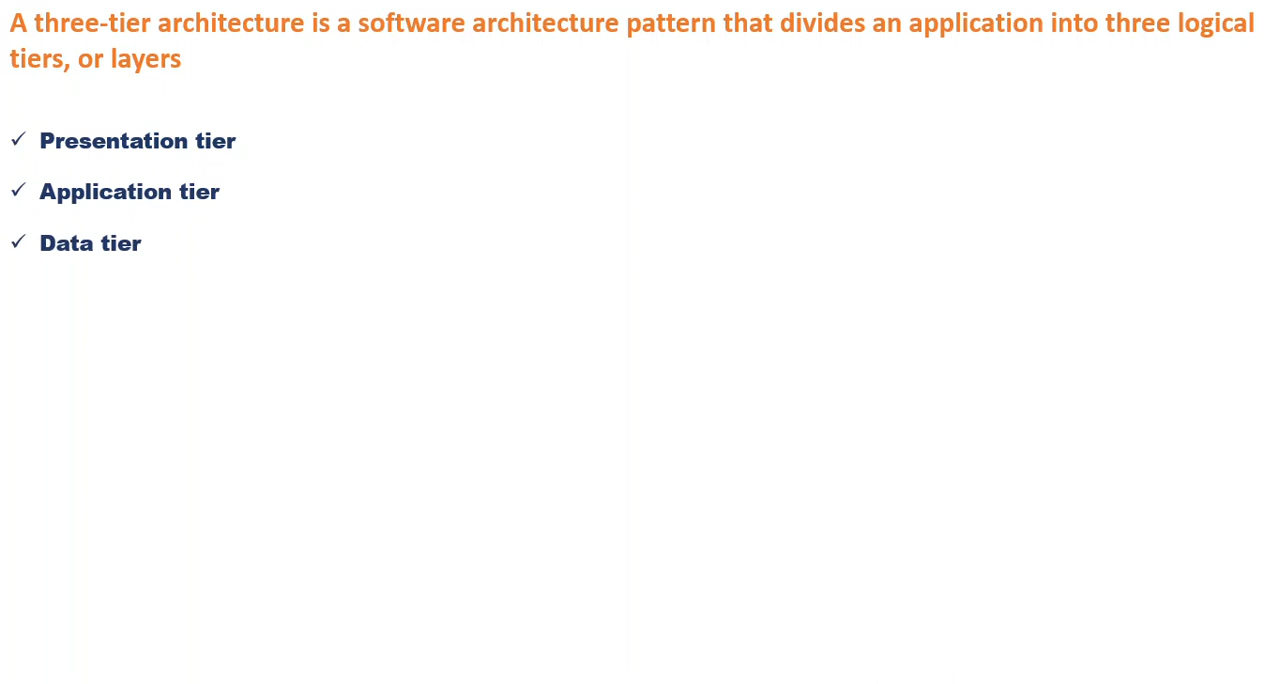 A three-tier architecture is a software architecture pattern that divides an application into three logical
tiers, or layers
✓ Presentation tier
✓ Application tier
✓ Data tier